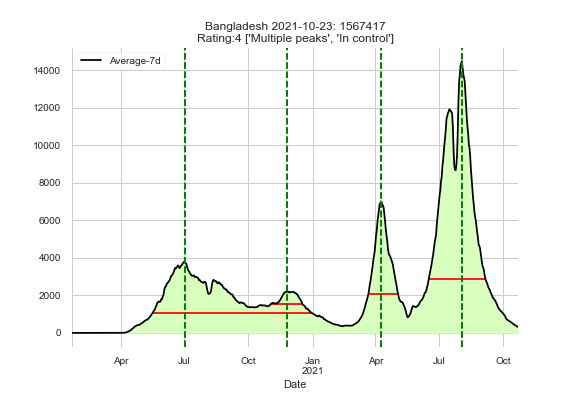 Bangladesh 2021-10-23: 1567417
Rating:4 ['Multiple peaks', 'In control']
Average-7d
14000
12000
10000
8000
6000
4000
2000
0
Apr Jul Oct Jan Apr Jul Oct
2021
Date